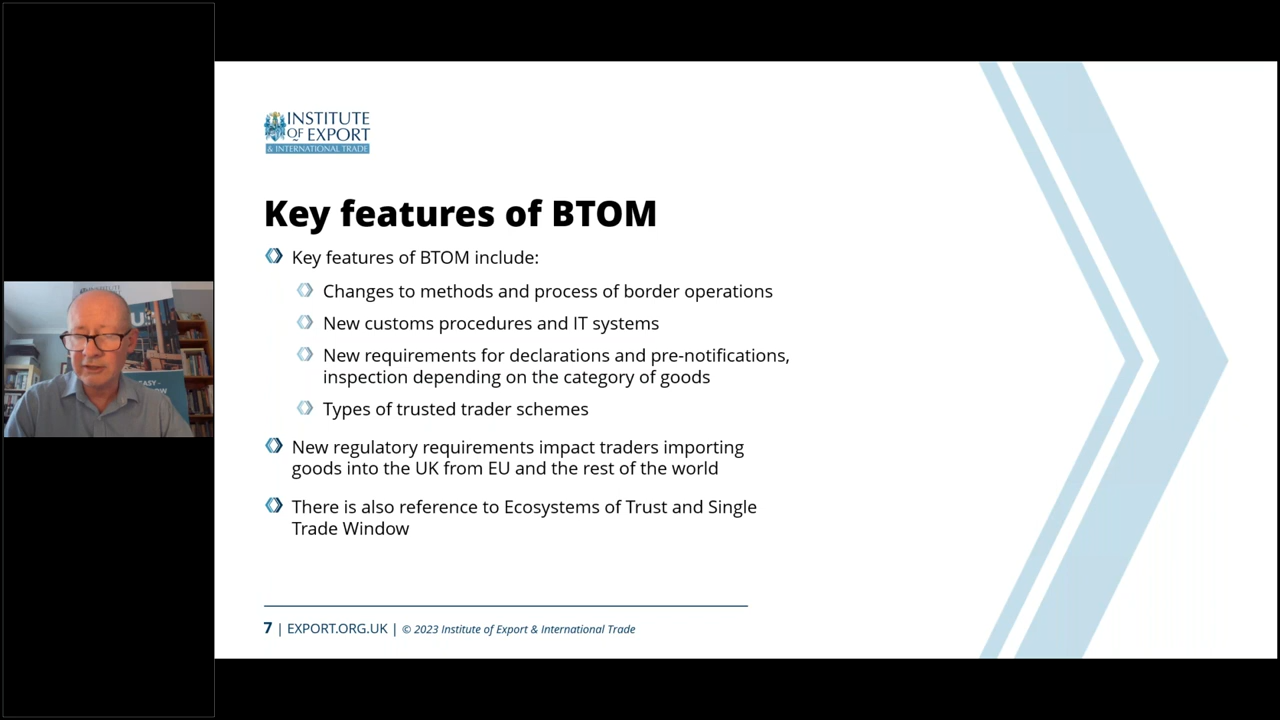 INSTITUTE
OF EXPORT
& INTERNATIONAL TRADE
Key features of BTOM
Key features of BTOM include:
Changes to methods and process of border operations
New customs procedures and IT systems
New requirements for declarations and pre-notifications,
inspection depending on the category of goods
Types of trusted trader schemes
New regulatory requirements impact traders importing
goods into the UK from EU and the rest of the world
There is also reference to Ecosystems of Trust and Single
Trade Window
7 | EXPORT.ORG.UK | © 2023 Institute of Export & International Trade